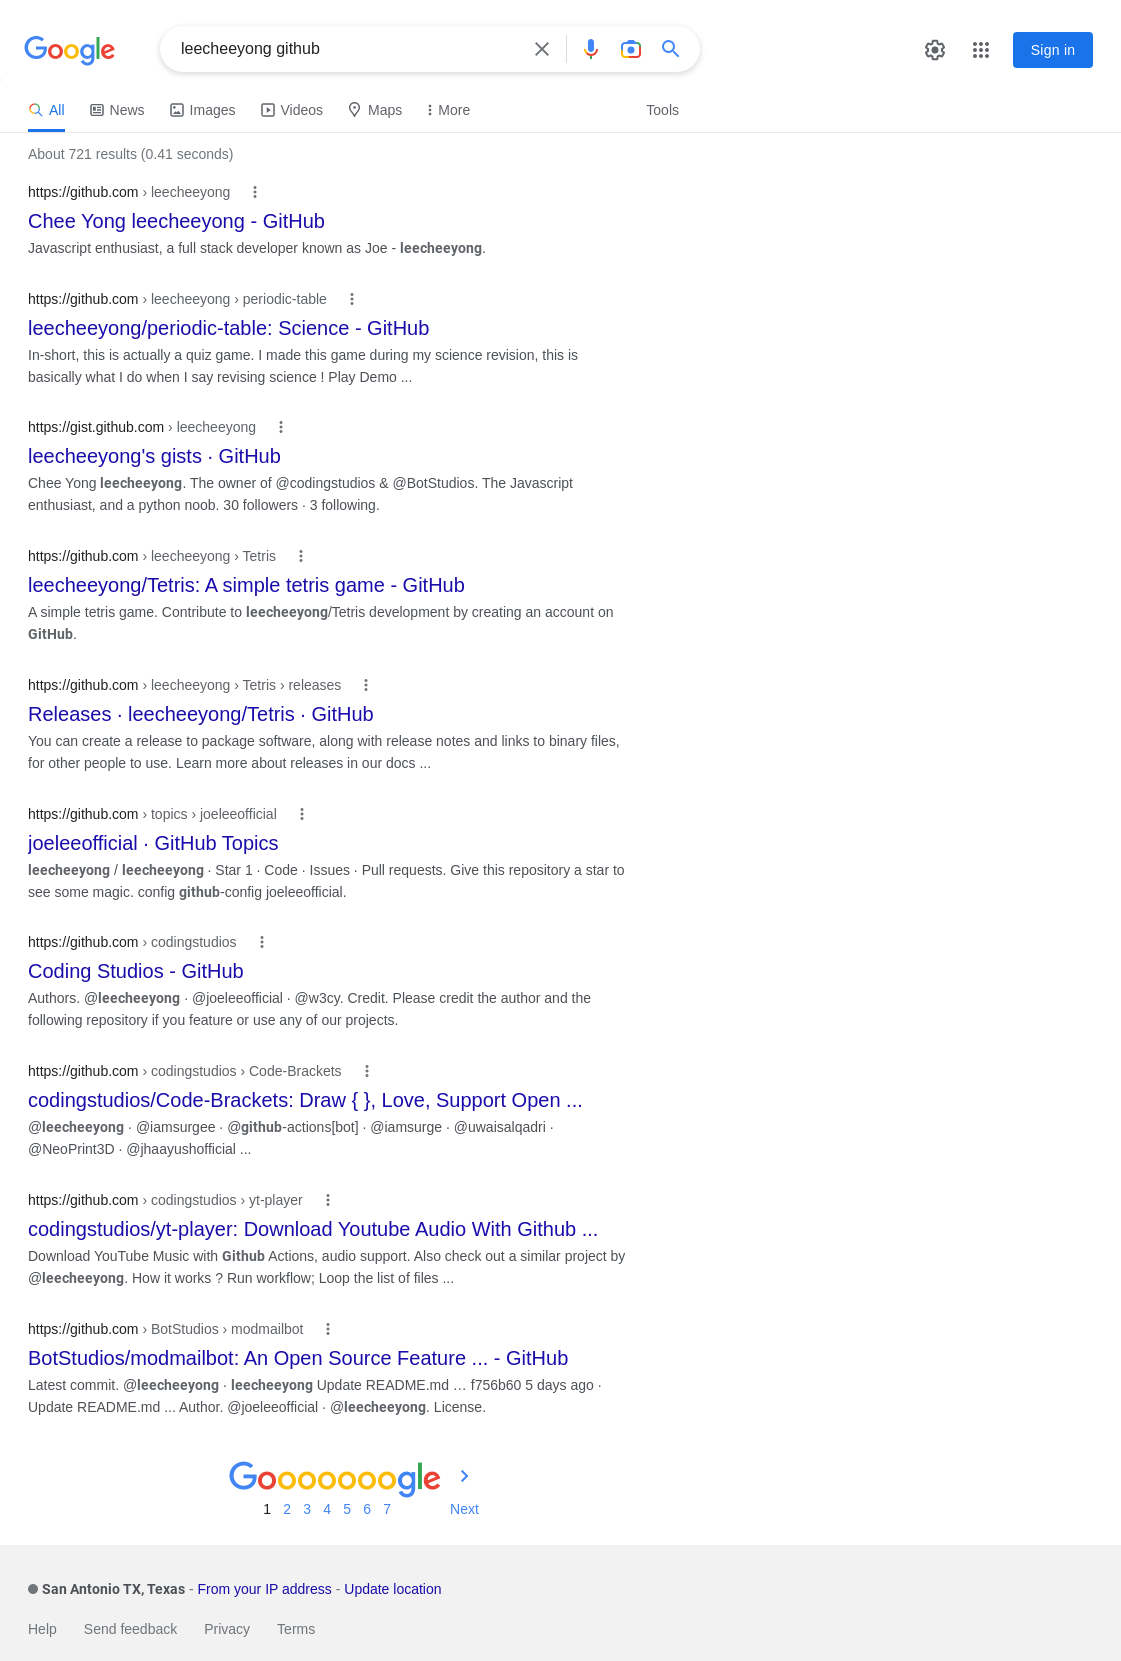 Google
leecheeyong github
Sign in
All News Images Videos Maps More Tools
About 721 results (0.41 seconds)
https://github.com › leecheeyong
Chee Yong leecheeyong - GitHub
Javascript enthusiast, a full stack developer known as Joe - leecheeyong.
https://github.com › leecheeyong › periodic-table
leecheeyong/periodic-table: Science - GitHub
In-short, this is actually a quiz game. I made this game during my science revision, this is
basically what I do when I say revising science ! Play Demo ...
https://gist.github.com › leecheeyong
leecheeyong's gists · GitHub
Chee Yong leecheeyong. The owner of @codingstudios & @BotStudios. The Javascript
enthusiast, and a python noob. 30 followers · 3 following.
https://github.com › leecheeyong › Tetris
leecheeyong/Tetris: A simple tetris game - GitHub
A simple tetris game. Contribute to leecheeyong/Tetris development by creating an account on
GitHub.
https://github.com › leecheeyong › Tetris › releases
Releases · leecheeyong/Tetris · GitHub
You can create a release to package software, along with release notes and links to binary files,
for other people to use. Learn more about releases in our docs ...
https://github.com › topics › joeleeofficial
joeleeofficial · GitHub Topics
leecheeyong / leecheeyong · Star 1 · Code · Issues · Pull requests. Give this repository a star to
see some magic. config github-config joeleeofficial.
https://github.com › codingstudios
Coding Studios - GitHub
Authors. @leecheeyong · @joeleeofficial · @w3cy. Credit. Please credit the author and the
following repository if you feature or use any of our projects.
https://github.com › codingstudios › Code-Brackets
codingstudios/Code-Brackets: Draw { }, Love, Support Open ...
@leecheeyong · @iamsurgee · @github-actions[bot] · @iamsurge · @uwaisalqadri ·
@NeoPrint3D · @jhaayushofficial ...
https://github.com › codingstudios › yt-player
codingstudios/yt-player: Download Youtube Audio With Github ...
Download YouTube Music with Github Actions, audio support. Also check out a similar project by
@leecheeyong. How it works ? Run workflow; Loop the list of files ...
https://github.com › BotStudios › modmailbot
BotStudios/modmailbot: An Open Source Feature ... - GitHub
Latest commit. @leecheeyong · leecheeyong Update README.md … f756b60 5 days ago ·
Update README.md ... Author. @joeleeofficial · @leecheeyong. License.
Goooooooogle
1 2 3 4 5 6 7 Next
San Antonio TX, Texas - From your IP address - Update location
Help Send feedback Privacy Terms